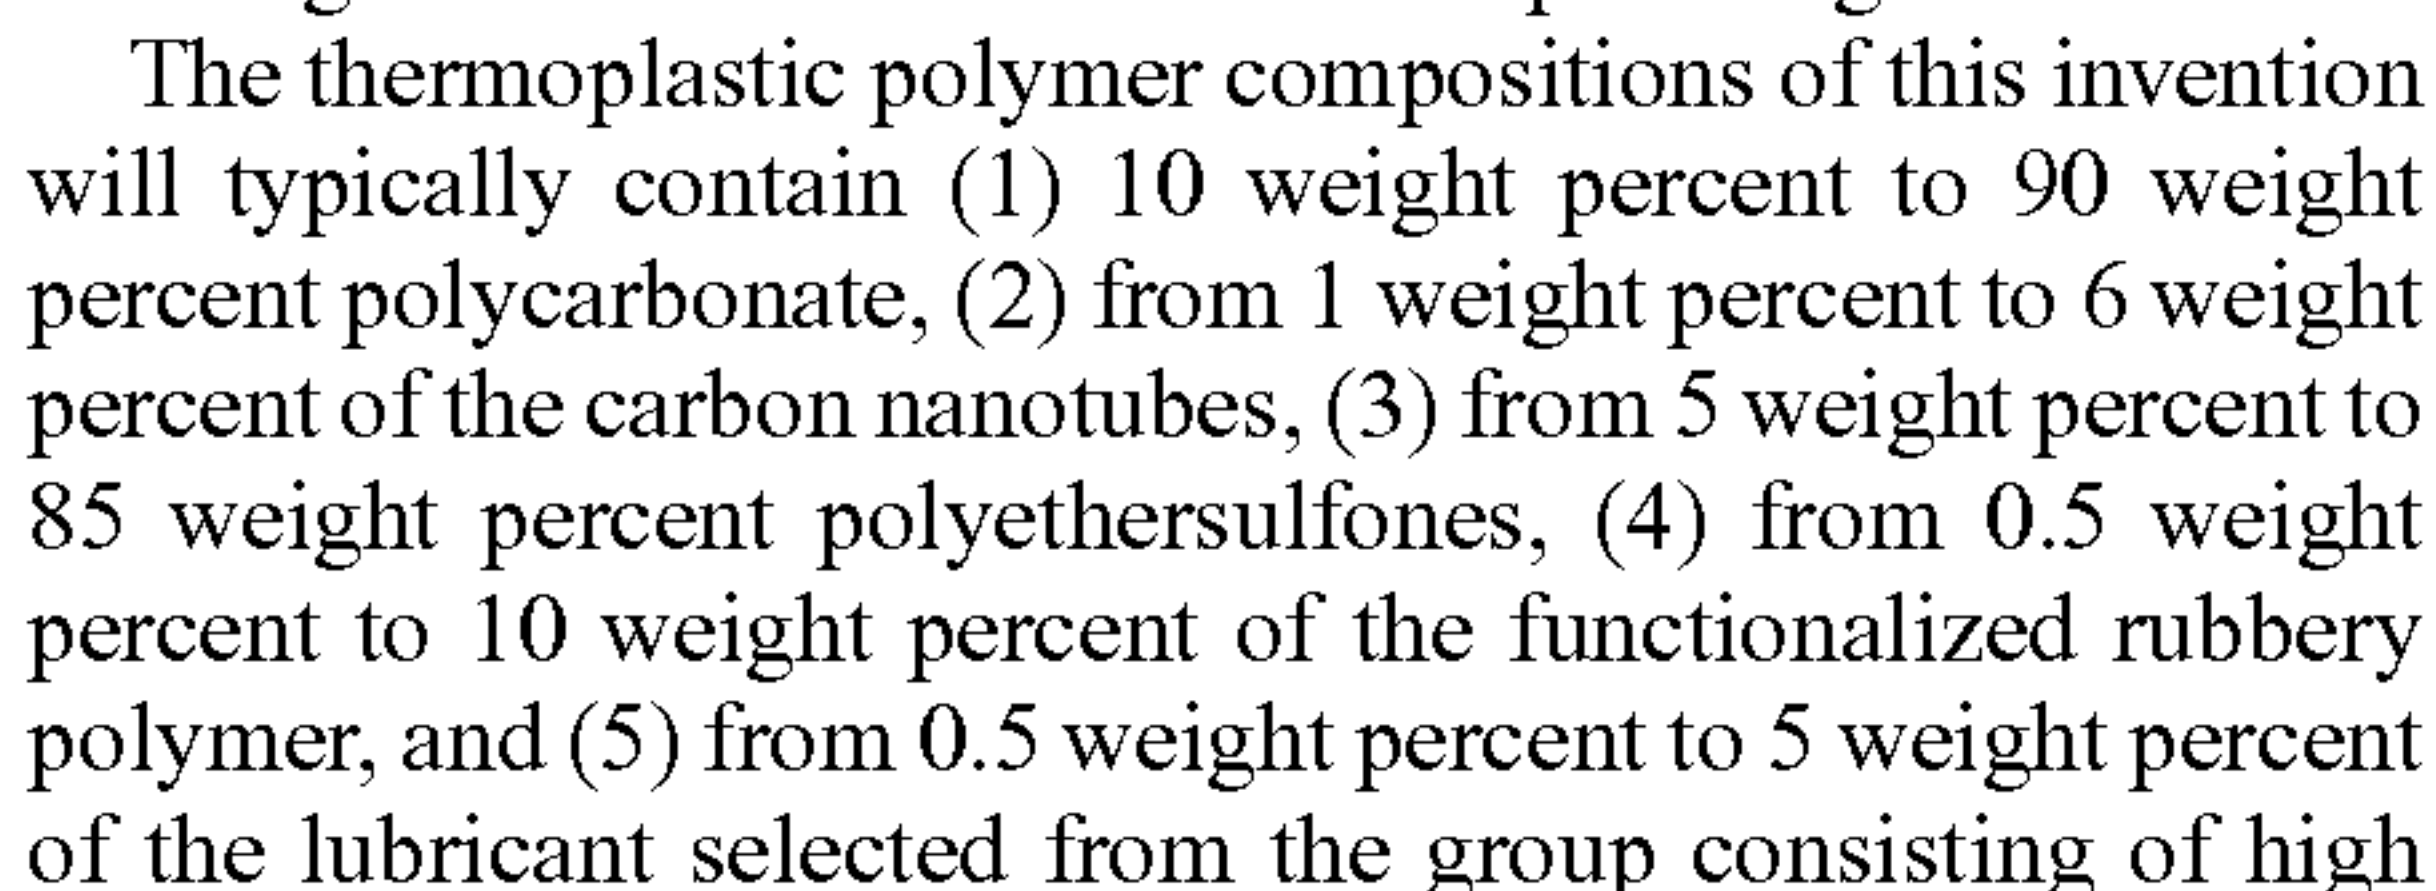 The thermoplastic polymer compositions of this invention
will typically contain (1) 10 weight percent to 90 weight
percent polycarbonate, (2) from 1 weight percent to 6 weight
percent of the carbon nanotubes, (3) from 5 weight percent to
85 weight percent polyethersulfones, (4) from 0.5 weight
percent to 10 weight percent of the functionalized rubbery
polymer, and (5) from 0.5 weight percent to 5 weight percent
of the lubricant selected from the group consisting of high